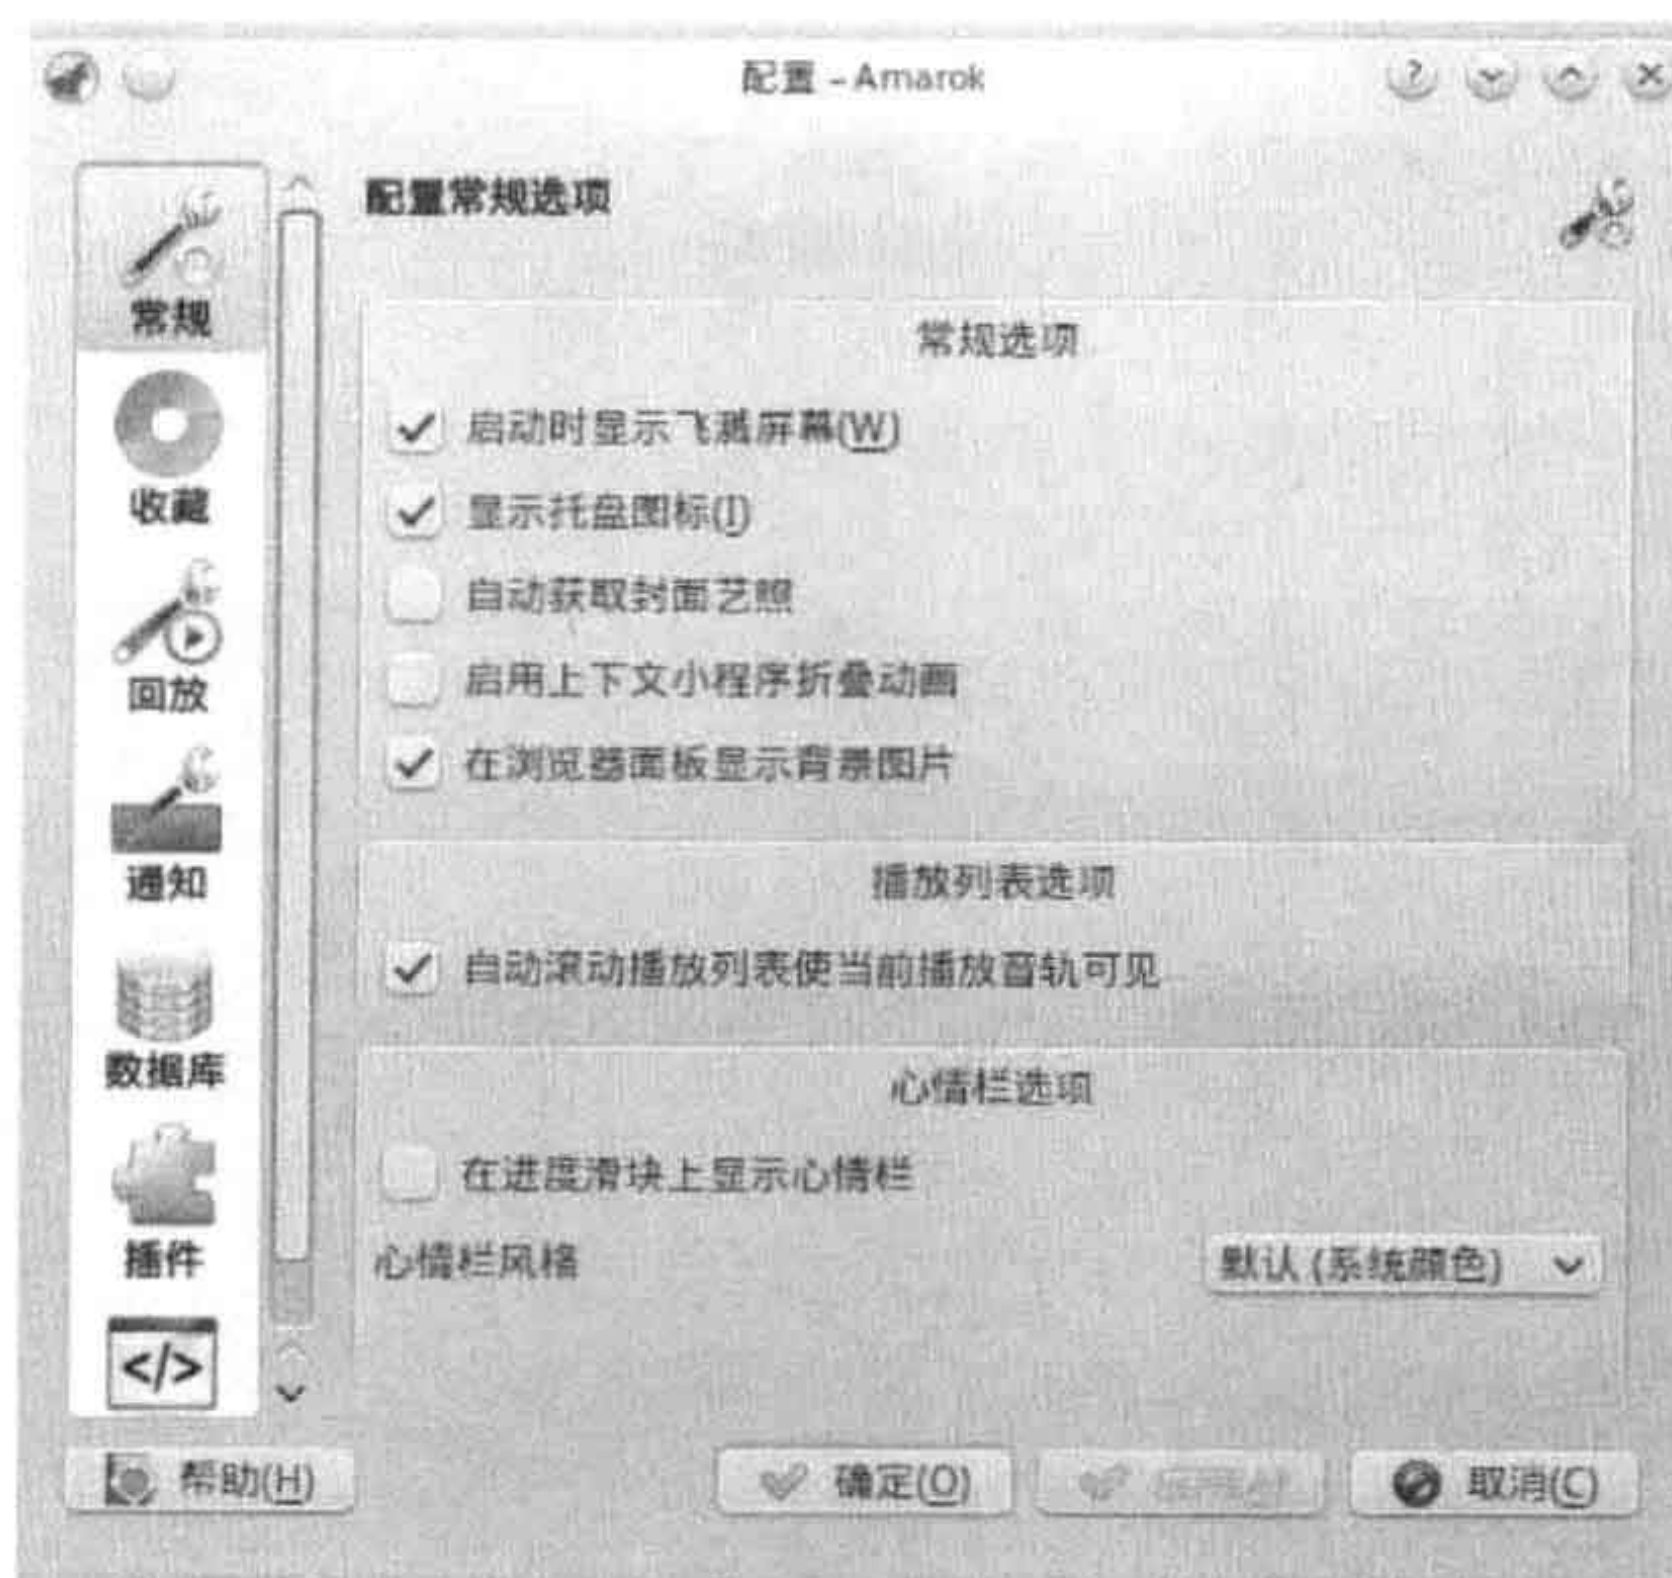 配置 – Amarok
配置常规选项
常规
收藏
回放
通知
数据库
插件
</>
常规选项
启动时显示飞溅屏幕(W)
显示托盘图标(I)
自动获取封面艺照
启用上下文小程序折叠动画
在浏览器面板显示背景图片
播放列表选项
自动滚动播放列表使当前播放音轨可见
心情栏选项
在进度滑块上显示心情栏
心情栏风格
默认 (系统颜色)
帮助(H)
确定(O)
取消(C)